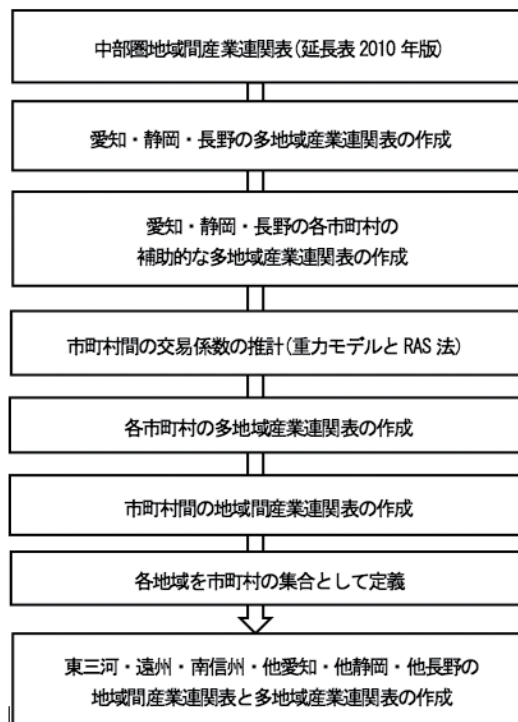 中部圏地域間産業連関表(延長表 2010 年版)
愛知・静岡・長野の多地域産業連関表の作成
愛知・静岡・長野の各市町村の
補助的な多地域産業連関表の作成
市町村間の交易係数の推計(重力モデルと RAS 法)
各市町村の多地域産業連関表の作成
市町村間の地域間産業連関表の作成
各地域を市町村の集合として定義
東三河・遠州・南信州・他愛知・他静岡・他長野の
地域間産業連関表と多地域産業連関表の作成